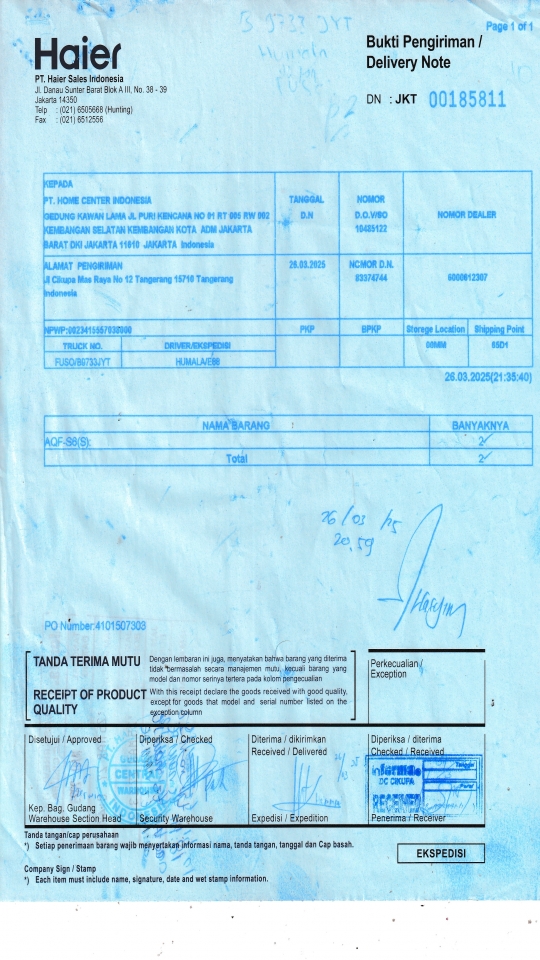 B 9733 JYT
Humala
Page 1 of 1
Haier
PT. Haier Sales Indonesia
Jl. Danau Sunter Barat Blok A III, No. 38 - 39
Jakarta 14350
Telp : (021) 6505668 (Hunting)
Fax : (021) 6512556
Bukti Pengiriman /
Delivery Note
DN : JKT 00185811
KEPADA
PT. HOME CENTER INDONESIA
GEDUNG KAWAN LAMA JL PURI KENCANA NO 01 RT 005 RW 002
KEMBANGAN SELATAN KEMBANGAN KOTA ADM JAKARTA
BARAT DKI JAKARTA 11610 JAKARTA Indonesia
TANGGAL
D.N
NOMOR
D.O.V/SO
10485122
NOMOR DEALER
ALAMAT PENGIRIMAN
Jl Cikupa Mas Raya No 12 Tangerang 15710 Tangerang
Indonesia
26.03.2025
NOMOR D.N.
83374744
6000612307
PKP
BPKP
Storege Location
Shipping Point
TRUCK NO.
DRIVER/EKSPEDISI
FUSO/B9733JYT
HUMALA/E68
26.03.2025(21:35:40)
NAMA BARANG
BANYAKNYA
AQF-S6(S):
2
Total
2
26/03 25
20.59
PO Number:4101507303
TANDA TERIMA MUTU
Dengan lembaran ini juga, menyatakan bahwa barang yang diterima
tidak bermasalah secara manajemen mutu, kecuali barang yang
model dan nomor serinya tertera pada kolom pengecualian
RECEIPT OF PRODUCT
QUALITY
With this receipt declare the goods received with good quality,
except for goods that model and serial number listed on the
exception column
Perkecualian /
Exception
Disetujui / Approved
Diperiksa / Checked
Diterima / dikirimkan
Received / Delivered
Diperiksa / diterima
Checked / Received
CENTRAL
WAREHOUSE
informa
DC CIKUPA
Tanggal
Kep. Bag. Gudang
Warehouse Section Head
Security Warehouse
Expedisi / Expedition
Penerima / Receiver
Tanda tangan/cap perusahaan
*) Setiap penerimaan barang wajib menyertakan informasi nama, tanda tangan, tanggal dan Cap basah.
EKSPEDISI
Company Sign / Stamp
*) Each item must include name, signature, date and wet stamp information.